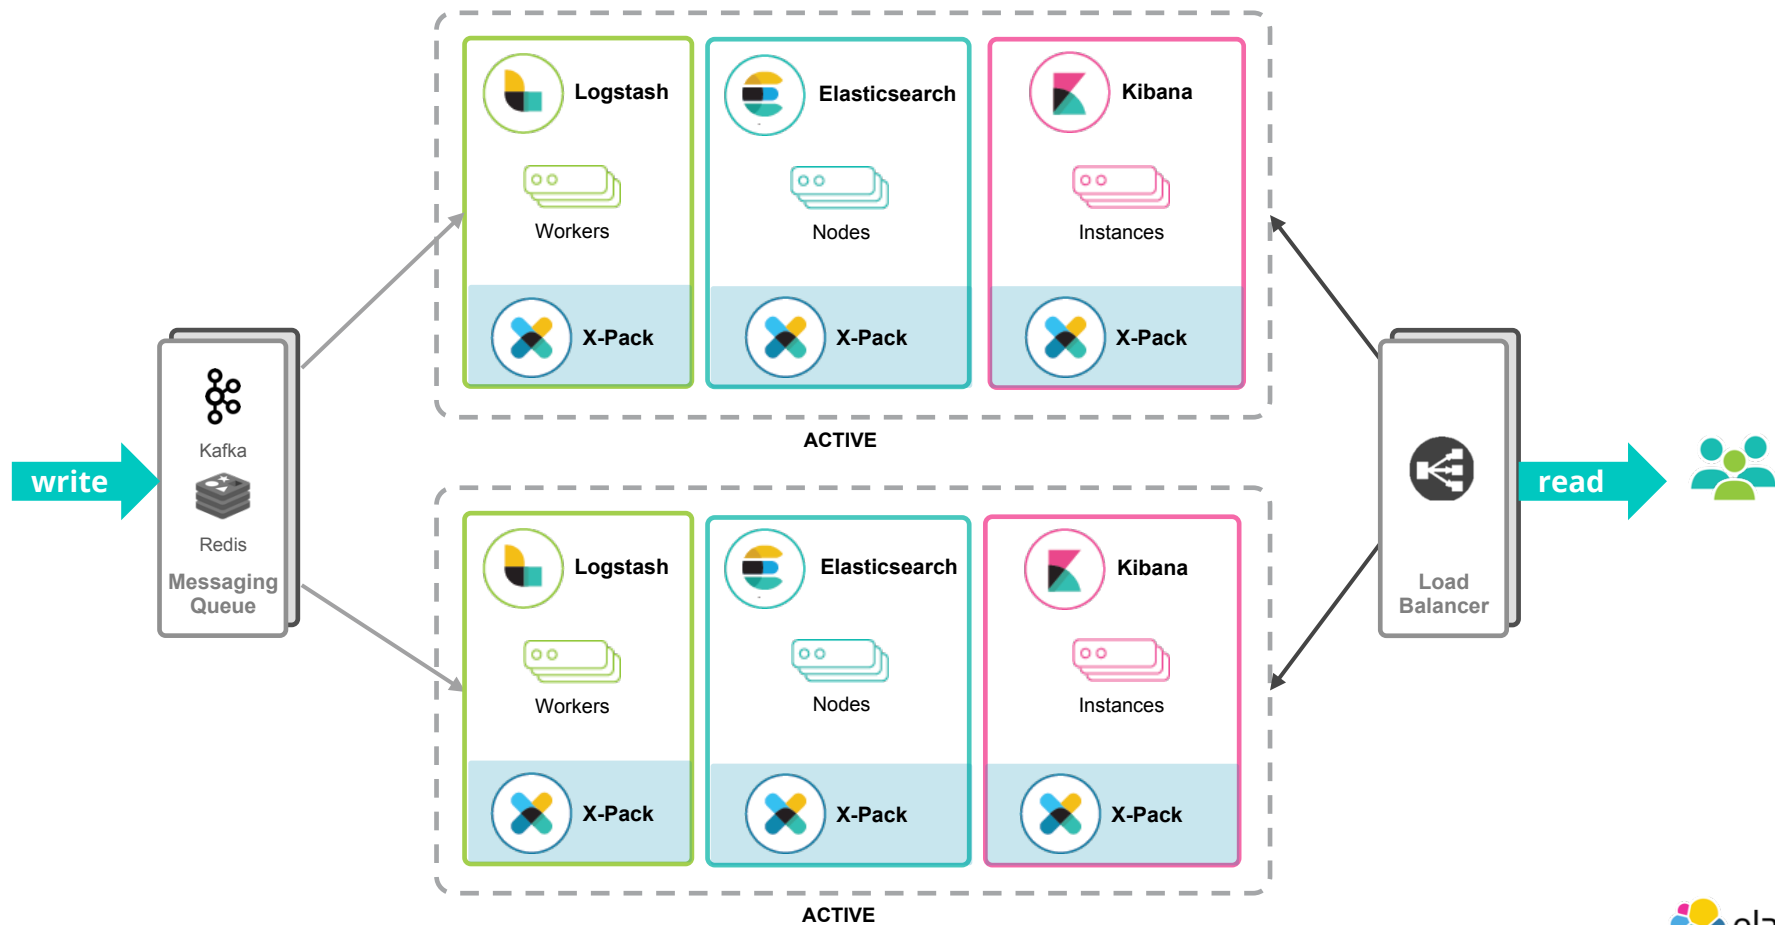 Logstash
Elasticsearch
Kibana
Workers
Nodes
Instances
X-Pack
X-Pack
X-Pack
ACTIVE
write
Kafka
Redis
Messaging
Queue
Load
Balancer
read
Logstash
Elasticsearch
Kibana
Workers
Nodes
Instances
X-Pack
X-Pack
X-Pack
ACTIVE